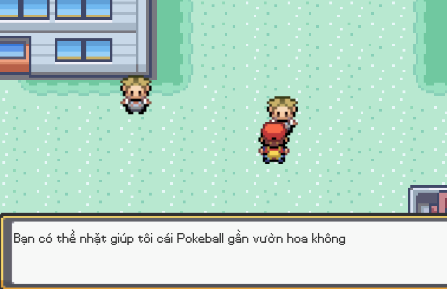 Bạn có thể nhặt giúp tôi cái Pokeball gần vườn hoa không